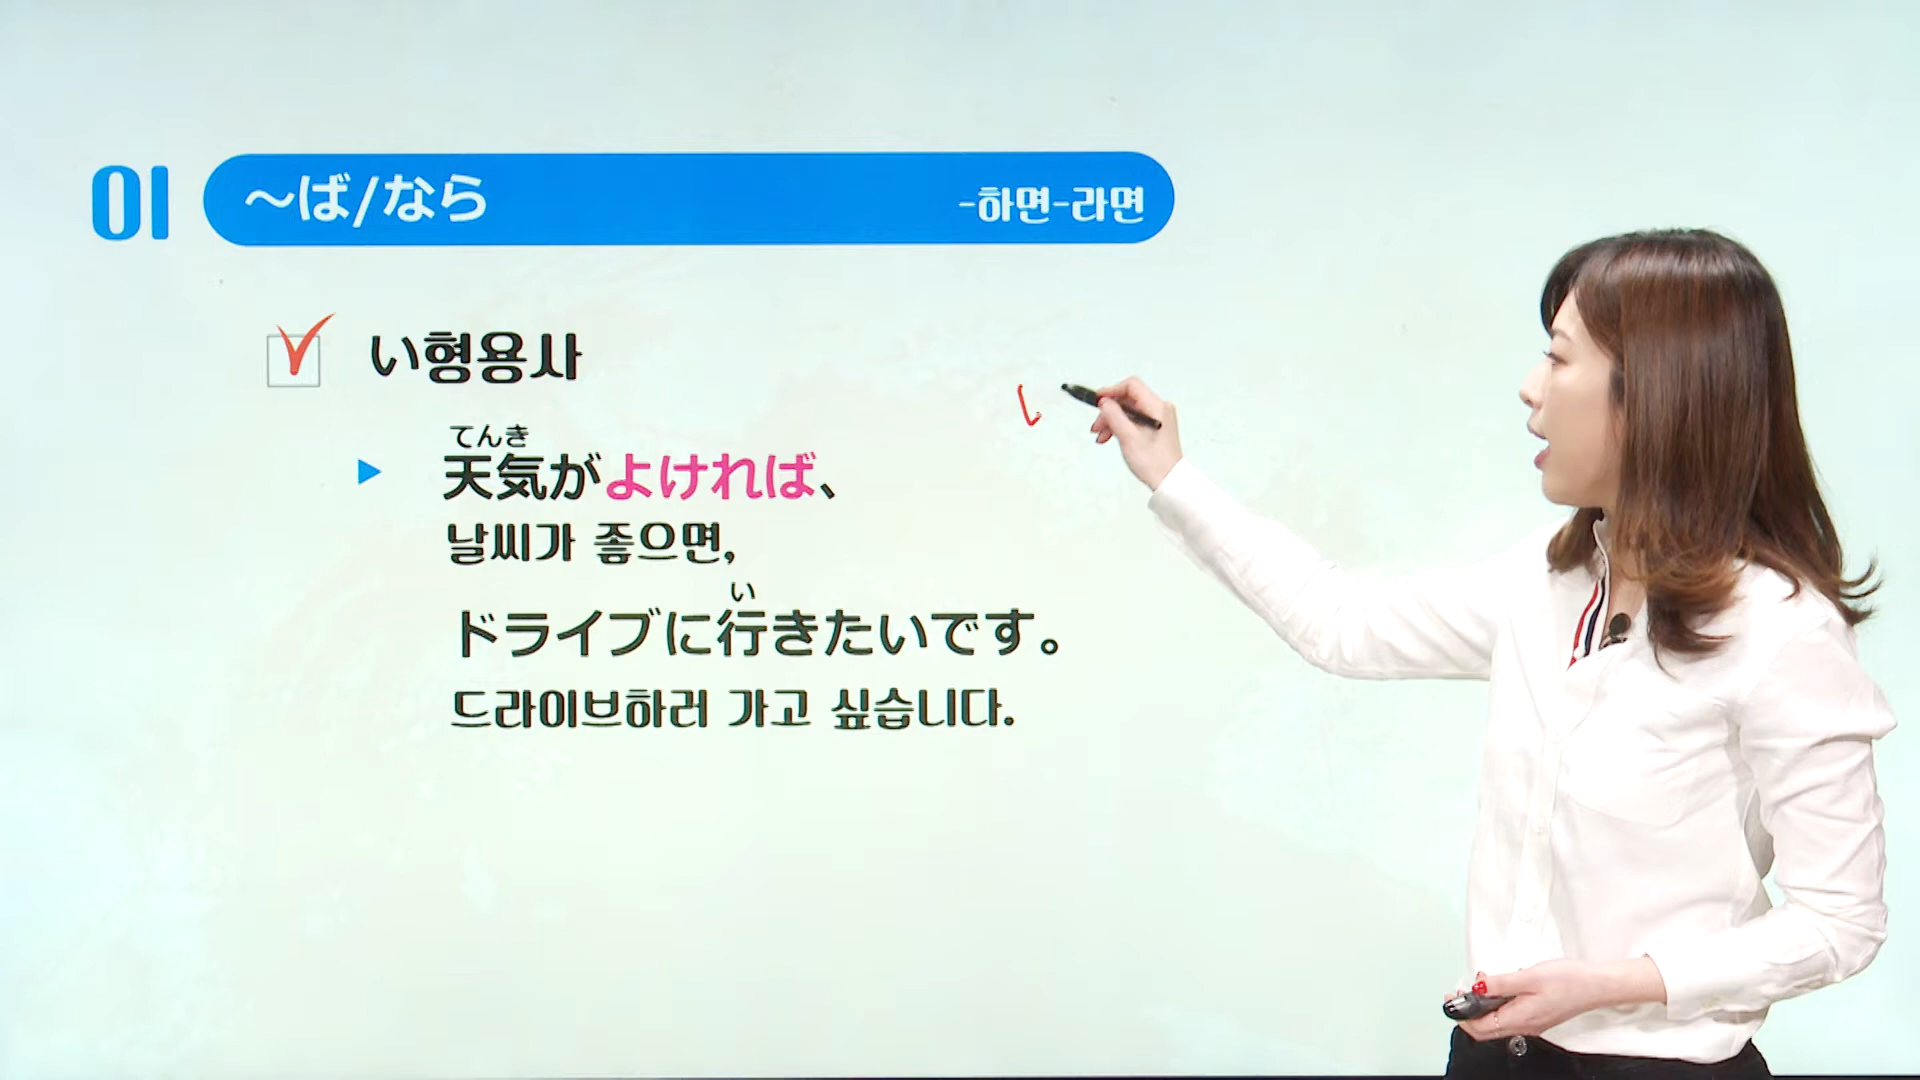 01 ～ば/なら -하면-라면
い형용사
てんき
天気がよければ、
날씨가 좋으면,
い
ドライブに行きたいです。
드라이브하러 가고 싶습니다.